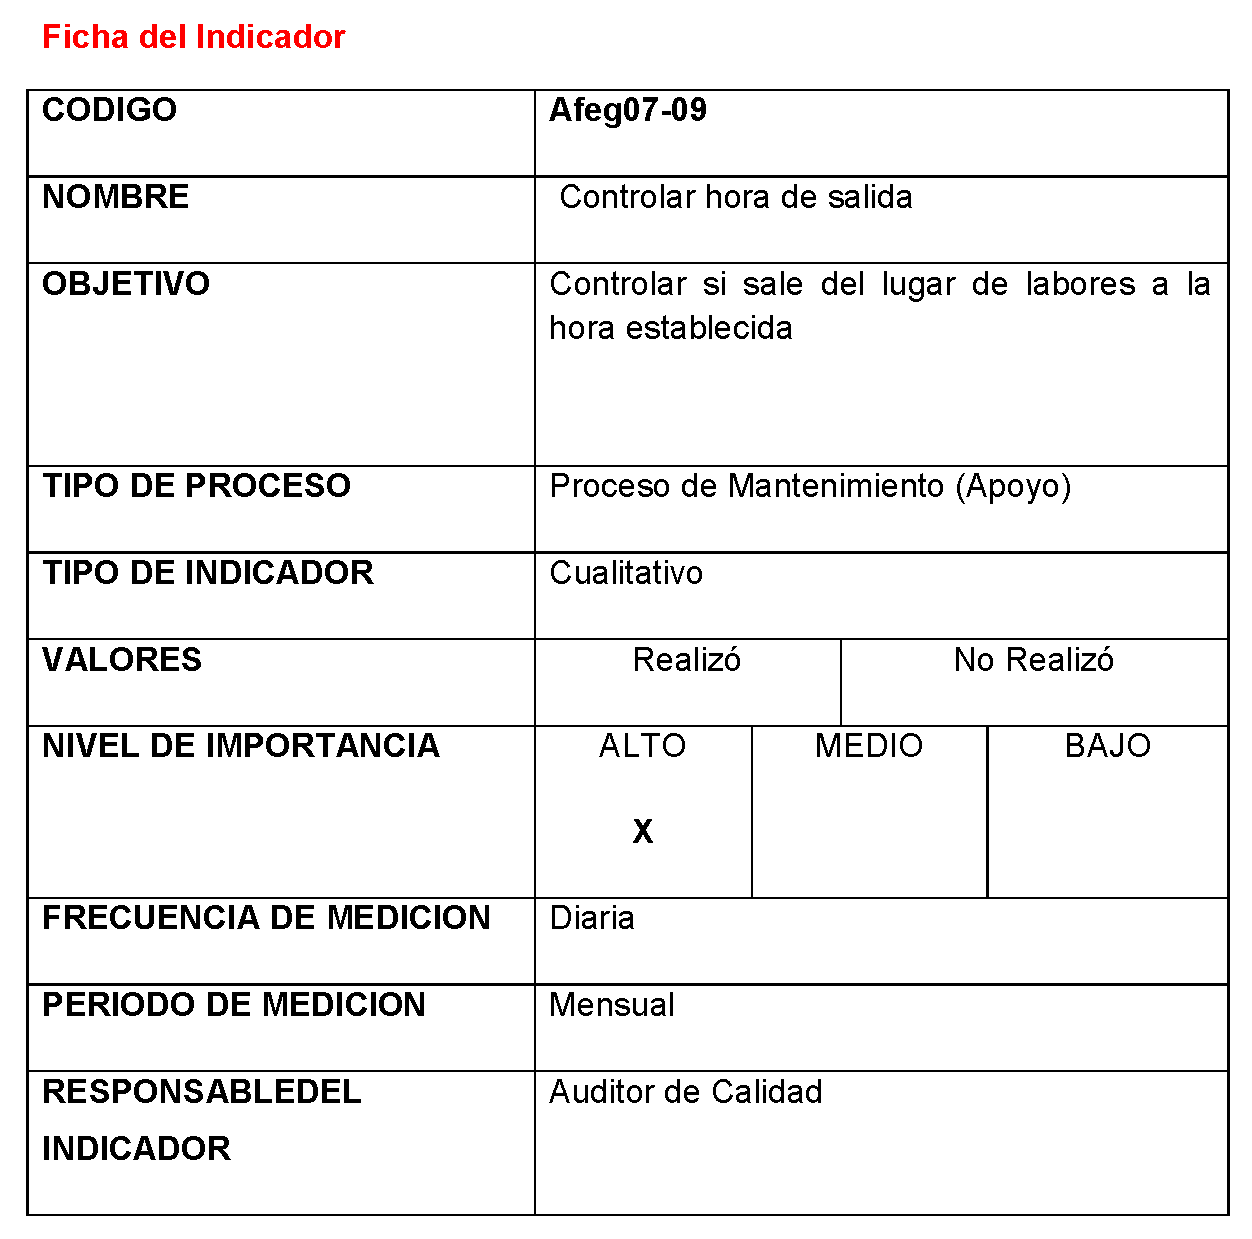 Ficha del Indicador
CODIGO Afeg07-09
NOMBRE Controlar hora de salida
OBJETIVO Controlar si sale del lugar de labores a la
hora establecida
TIPO DE PROCESO Proceso de Mantenimiento (Apoyo)
TIPO DE INDICADOR Cualitativo
VALORES Realizó No Realizó
NIVEL DE IMPORTANCIA ALTO MEDIO BAJO
X
FRECUENCIA DE MEDICION Diaria
PERIODO DE MEDICION Mensual
RESPONSABLEDEL Auditor de Calidad
INDICADOR